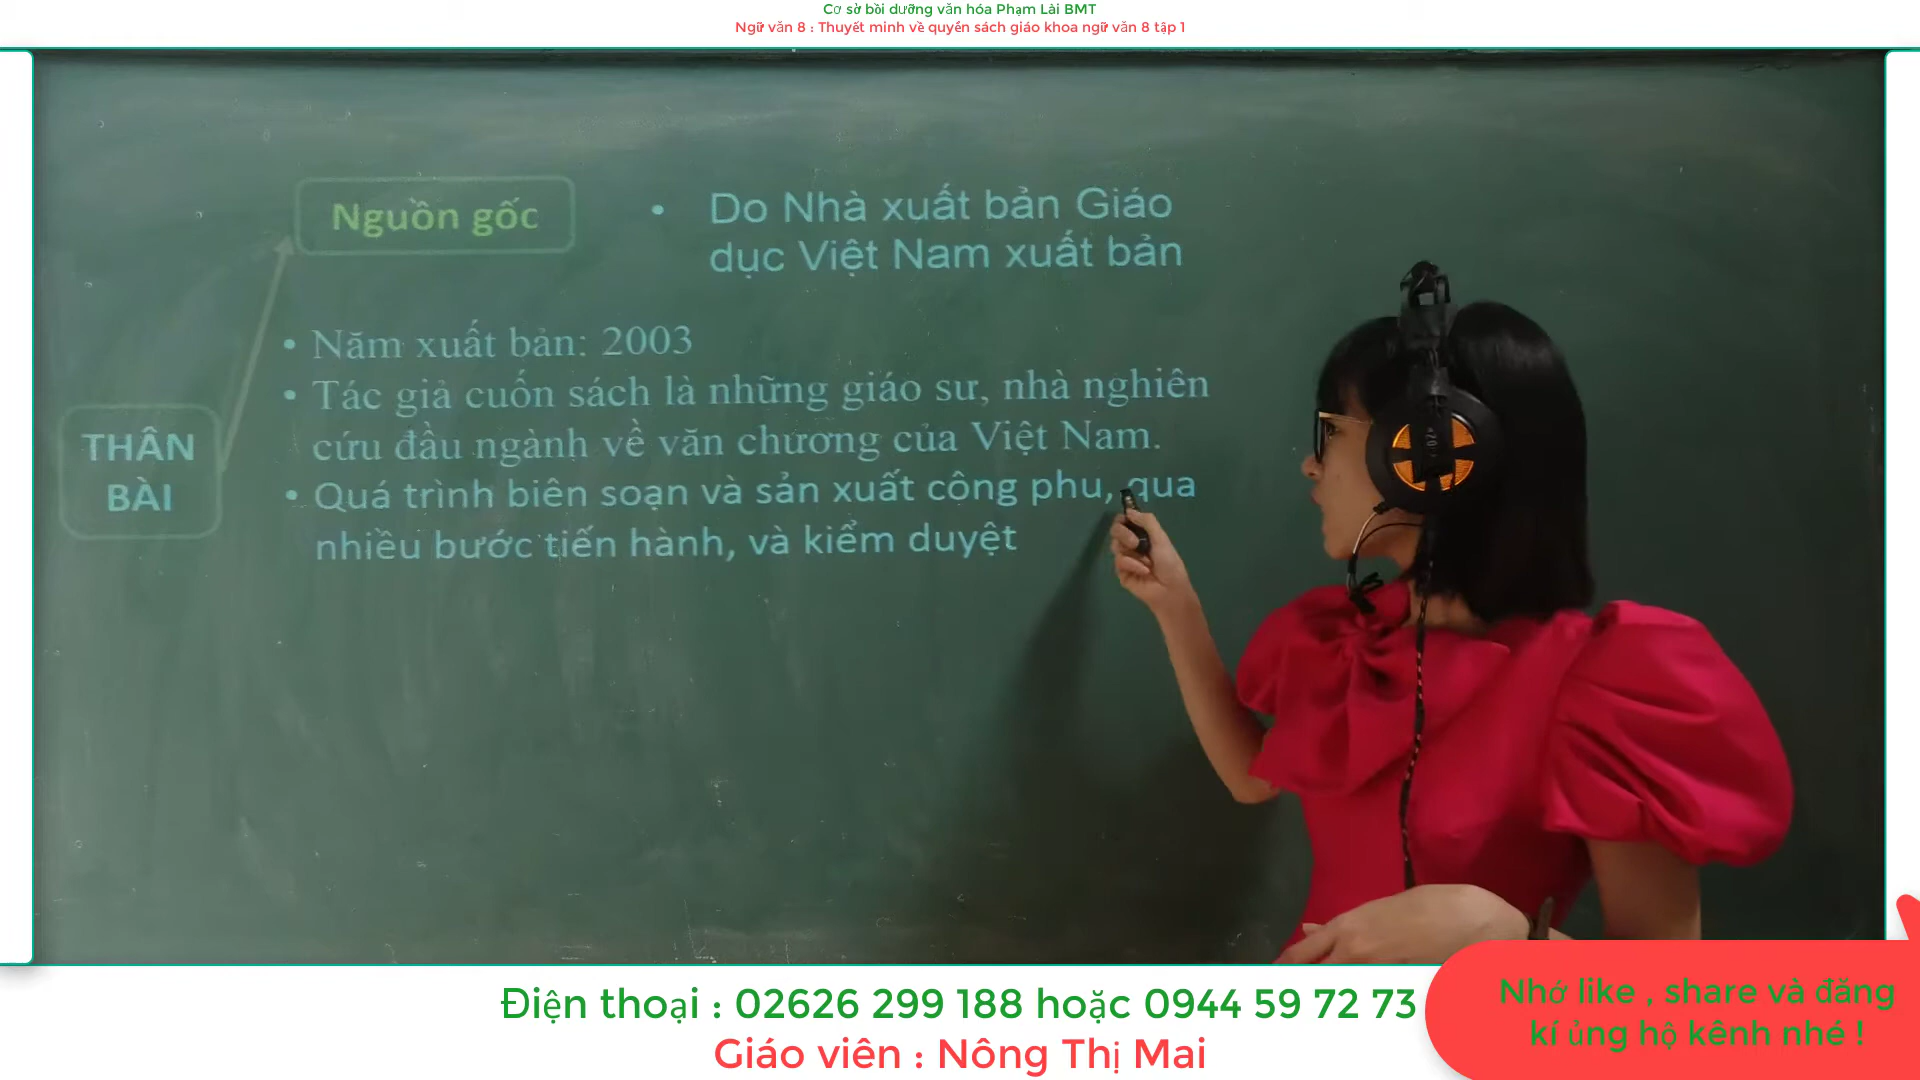 Cơ sở bồi dưỡng văn hóa Phạm Lài BMT
Ngữ văn 8 : Thuyết minh về quyển sách giáo khoa ngữ văn 8 tập 1
Nguồn gốc
• Do Nhà xuất bản Giáo
dục Việt Nam xuất bản
• Năm xuất bản: 2003
• Tác giả cuốn sách là những giáo sư, nhà nghiên
cứu đầu ngành về văn chương của Việt Nam.
THÂN
BÀI
• Quá trình biên soạn và sản xuất công phu, qua
nhiều bước tiến hành, và kiểm duyệt
Điện thoại : 02626 299 188 hoặc 0944 59 72 73
Giáo viên : Nông Thị Mai
Nhớ like , share và đăng
kí ủng hộ kênh nhé !